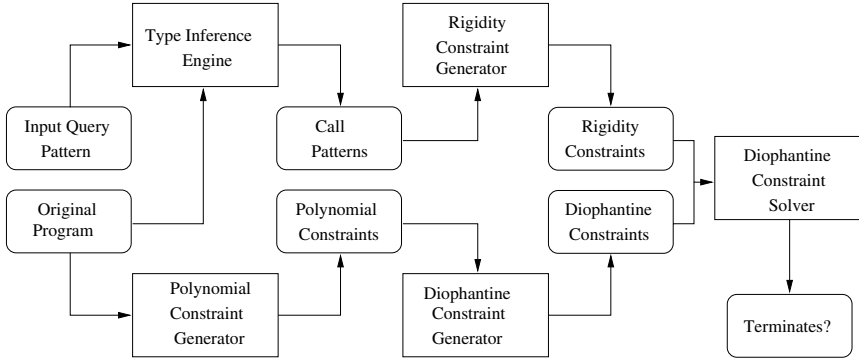 Type Inference
Engine
Rigidity
Constraint
Generator
Input Query
Pattern
Call
Patterns
Rigidity
Constraints
Diophantine
Constraint
Solver
Original
Program
Polynomial
Constraints
Diophantine
Constraints
Polynomial
Constraint
Generator
Diophantine
Constraint
Generator
Terminates?